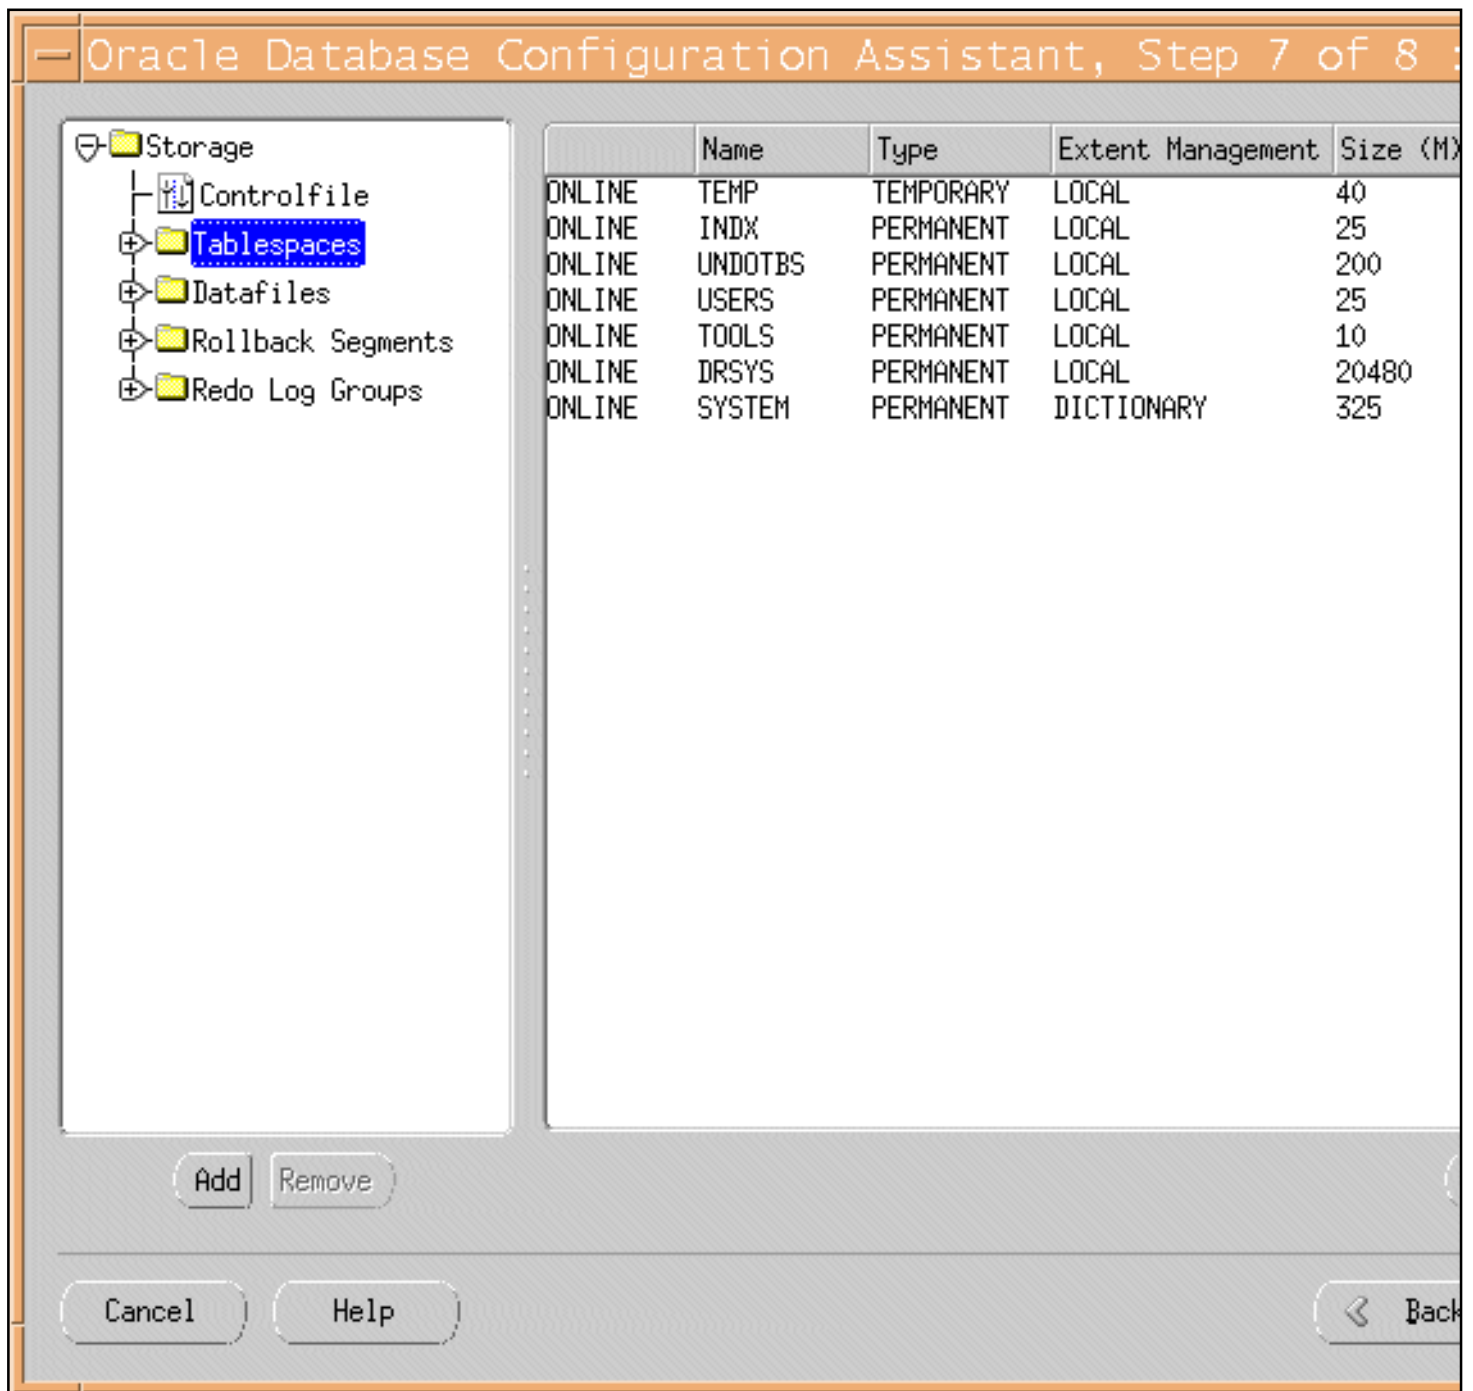 Oracle Database Configuration Assistant, Step 7 of 8 :
Storage
Controlfile
Tablespaces
Datafiles
Rollback Segments
Redo Log Groups
Name Type Extent Management Size (M)
ONLINE TEMP TEMPORARY LOCAL 40
ONLINE INDX PERMANENT LOCAL 25
ONLINE UNDOTBS PERMANENT LOCAL 200
ONLINE USERS PERMANENT LOCAL 25
ONLINE TOOLS PERMANENT LOCAL 10
ONLINE DRSYS PERMANENT LOCAL 20480
ONLINE SYSTEM PERMANENT DICTIONARY 325
Add Remove
Cancel Help Back